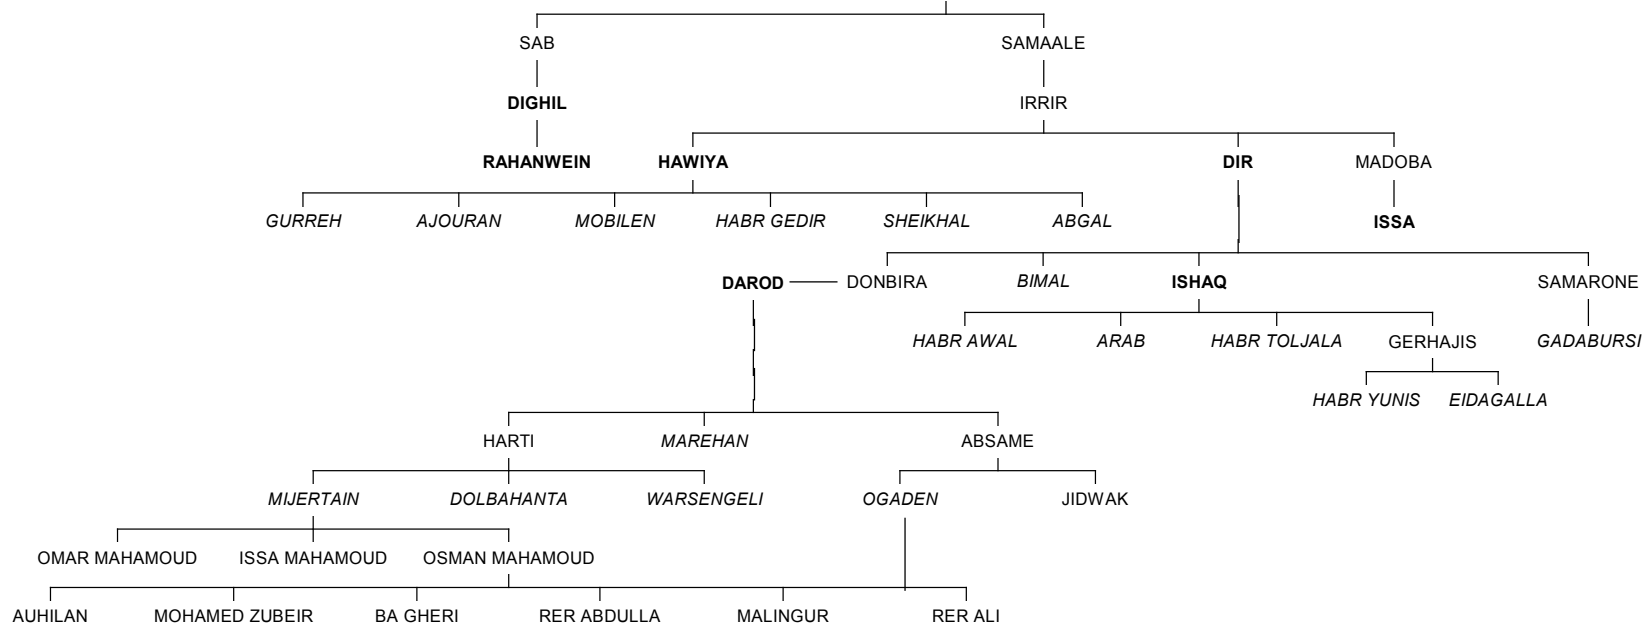 SAB SAMAALE
DIGHIL IRRIR
RAHANWEIN HAWIYA DIR MADOBA
GURREH AJOURAN MOBILEN HABR GEDIR SHEIKHAL ABGAL ISSA
DAROD DONBIRA BIMAL ISHAQ SAMARONE
HABR AWAL ARAB HABR TOLJALA GERHAJIS GADABURSI
HABR YUNIS EIDAGALLA
HARTI MAREHAN ABSAME
MIJERTAIN DOLBAHANTA WARSENGELI OGADEN JIDWAK
OMAR MAHAMOUD ISSA MAHAMOUD OSMAN MAHAMOUD
AUHILAN MOHAMED ZUBEIR BA GHERI RER ABDULLA MALINGUR RER ALI